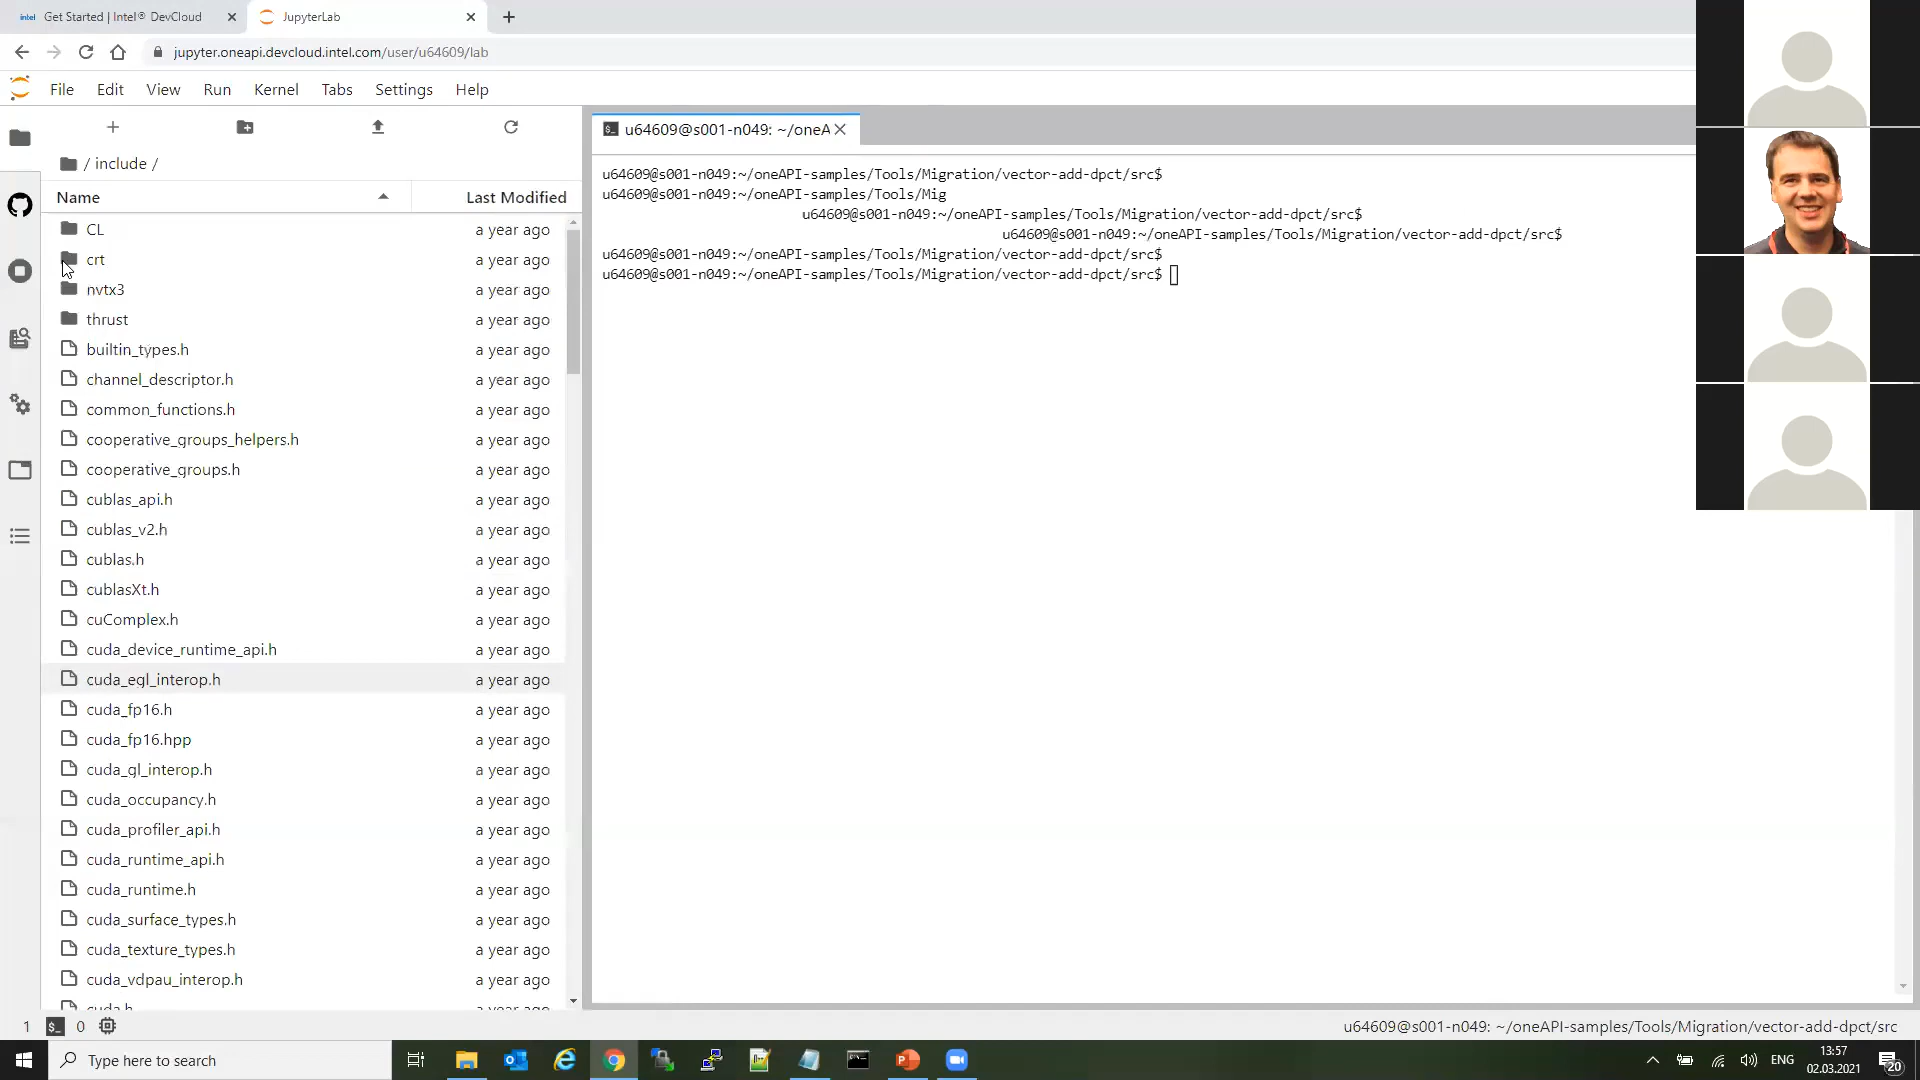 intel Get Started | Intel® DevCloud
JupyterLab
jupyter.oneapi.devcloud.intel.com/user/u64609/lab
File Edit View Run Kernel Tabs Settings Help
/ include /
Name Last Modified
CL a year ago
crt a year ago
nvtx3 a year ago
thrust a year ago
builtin_types.h a year ago
channel_descriptor.h a year ago
common_functions.h a year ago
cooperative_groups_helpers.h a year ago
cooperative_groups.h a year ago
cublas_api.h a year ago
cublas_v2.h a year ago
cublas.h a year ago
cublasXt.h a year ago
cuComplex.h a year ago
cuda_device_runtime_api.h a year ago
cuda_egl_interop.h a year ago
cuda_fp16.h a year ago
cuda_fp16.hpp a year ago
cuda_gl_interop.h a year ago
cuda_occupancy.h a year ago
cuda_profiler_api.h a year ago
cuda_runtime_api.h a year ago
cuda_runtime.h a year ago
cuda_surface_types.h a year ago
cuda_texture_types.h a year ago
cuda_vdpau_interop.h a year ago
cuda.h a year ago
u64609@s001-n049: ~/oneA
u64609@s001-n049:~/oneAPI-samples/Tools/Migration/vector-add-dpct/src$
u64609@s001-n049:~/oneAPI-samples/Tools/Mig
u64609@s001-n049:~/oneAPI-samples/Tools/Migration/vector-add-dpct/src$
u64609@s001-n049:~/oneAPI-samples/Tools/Migration/vector-add-dpct/src$
u64609@s001-n049:~/oneAPI-samples/Tools/Migration/vector-add-dpct/src$
u64609@s001-n049:~/oneAPI-samples/Tools/Migration/vector-add-dpct/src$
1 $_ 0
u64609@s001-n049: ~/oneAPI-samples/Tools/Migration/vector-add-dpct/src
Type here to search
ENG
13:57
02.03.2021
20